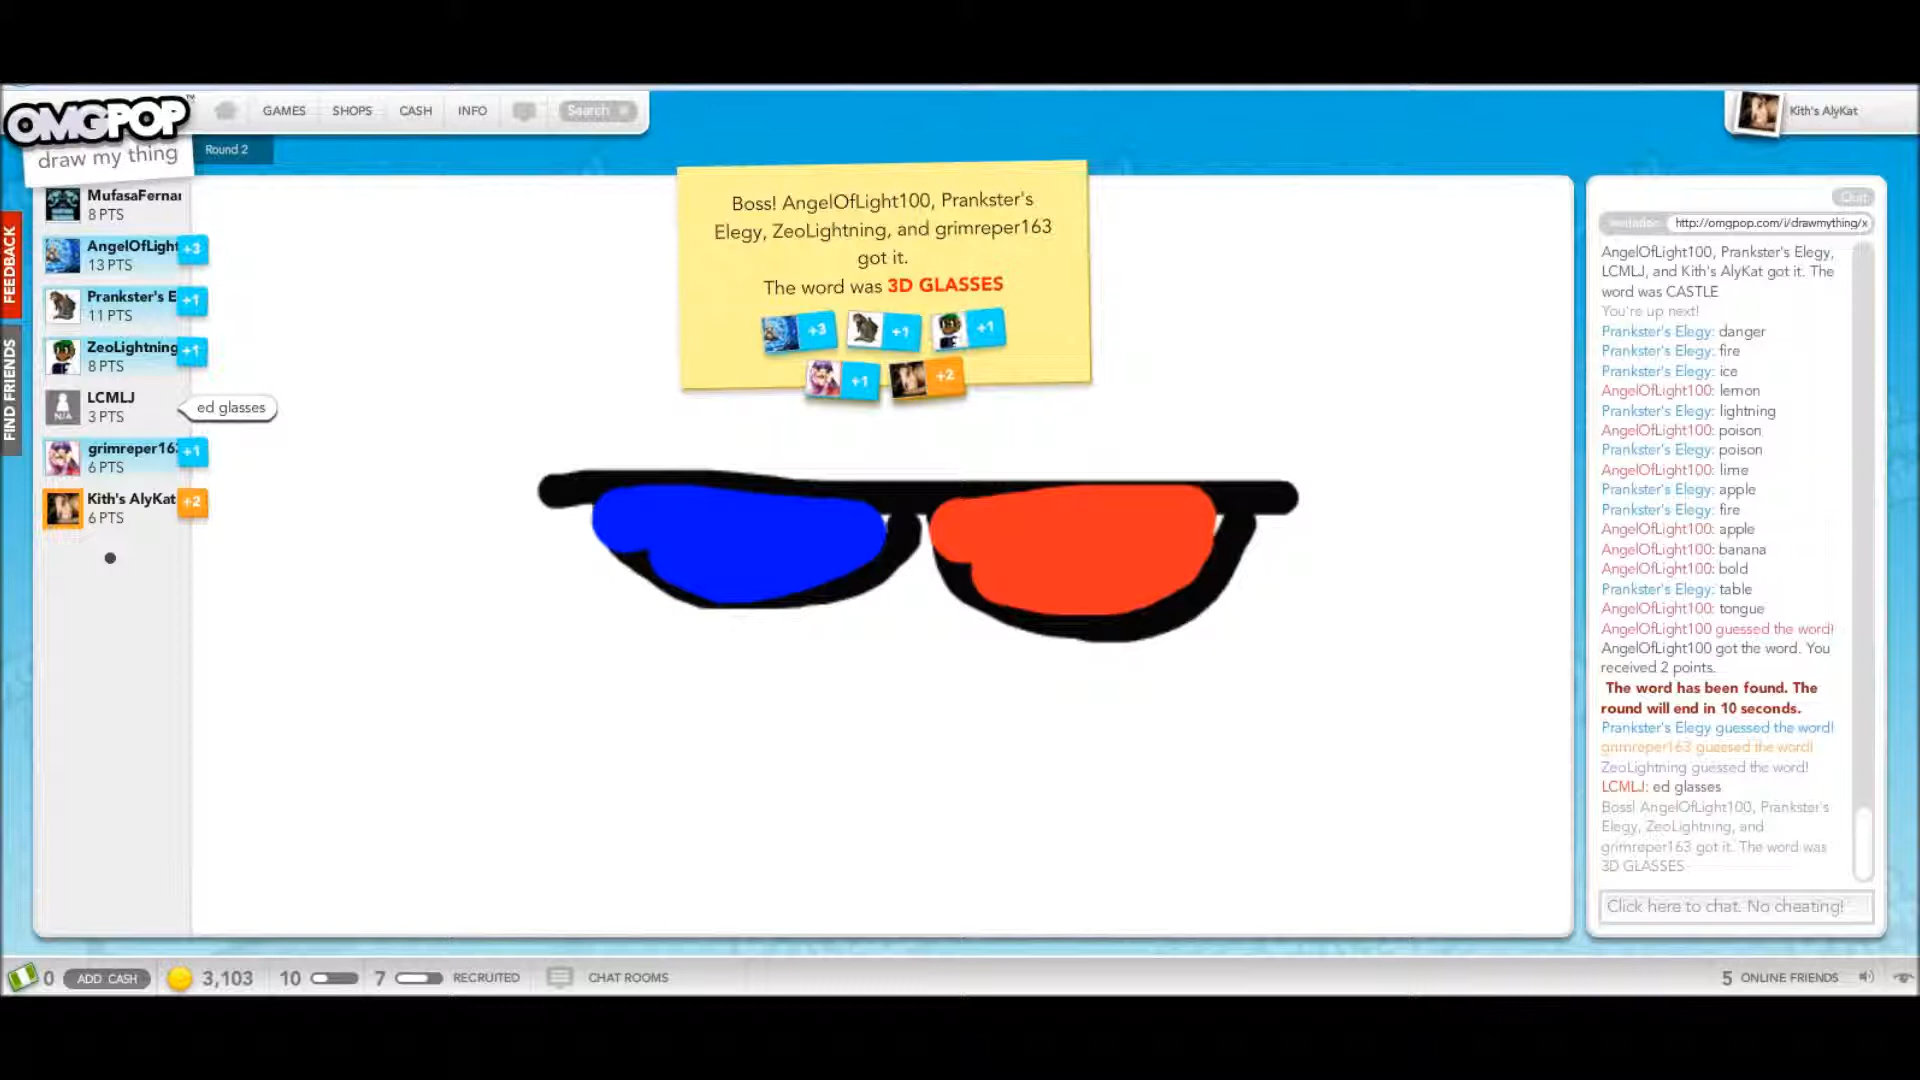 OMGPOP
TM
draw my thing
GAMES
SHOPS
CASH
INFO
Search
Kith's AlyKat
Round 2
FEEDBACK
FIND FRIENDS
MufasaFernar
8 PTS
AngelOfLight
13 PTS
+3
Prankster's E
11 PTS
+1
ZeoLightning
8 PTS
+1
LCMLJ
3 PTS
N/A
ed glasses
grimreper163
6 PTS
+1
Kith's AlyKat
6 PTS
+2
Boss! AngelOfLight100, Prankster's
Elegy, ZeoLightning, and grimreper163
got it.
The word was 3D GLASSES
+3
+1
+1
+1
+2
Quit
http://omgpop.com/i/drawmything/x
AngelOfLight100, Prankster's Elegy,
LCMLJ, and Kith's AlyKat got it. The
word was CASTLE
You're up next!
Prankster's Elegy: danger
Prankster's Elegy: fire
Prankster's Elegy: ice
AngelOfLight100: lemon
Prankster's Elegy: lightning
AngelOfLight100: poison
Prankster's Elegy: poison
AngelOfLight100: lime
Prankster's Elegy: apple
Prankster's Elegy: fire
AngelOfLight100: apple
AngelOfLight100: banana
AngelOfLight100: bold
Prankster's Elegy: table
AngelOfLight100: tongue
AngelOfLight100 guessed the word!
AngelOfLight100 got the word. You
received 2 points.
The word has been found. The
round will end in 10 seconds.
Prankster's Elegy guessed the word!
grimreper163 guessed the word!
ZeoLightning guessed the word!
LCMLJ: ed glasses
Boss! AngelOfLight100, Prankster's
Elegy, ZeoLightning, and
grimreper163 got it. The word was
3D GLASSES
Click here to chat. No cheating!
0
ADD CASH
3,103
10
7
RECRUITED
CHAT ROOMS
5 ONLINE FRIENDS